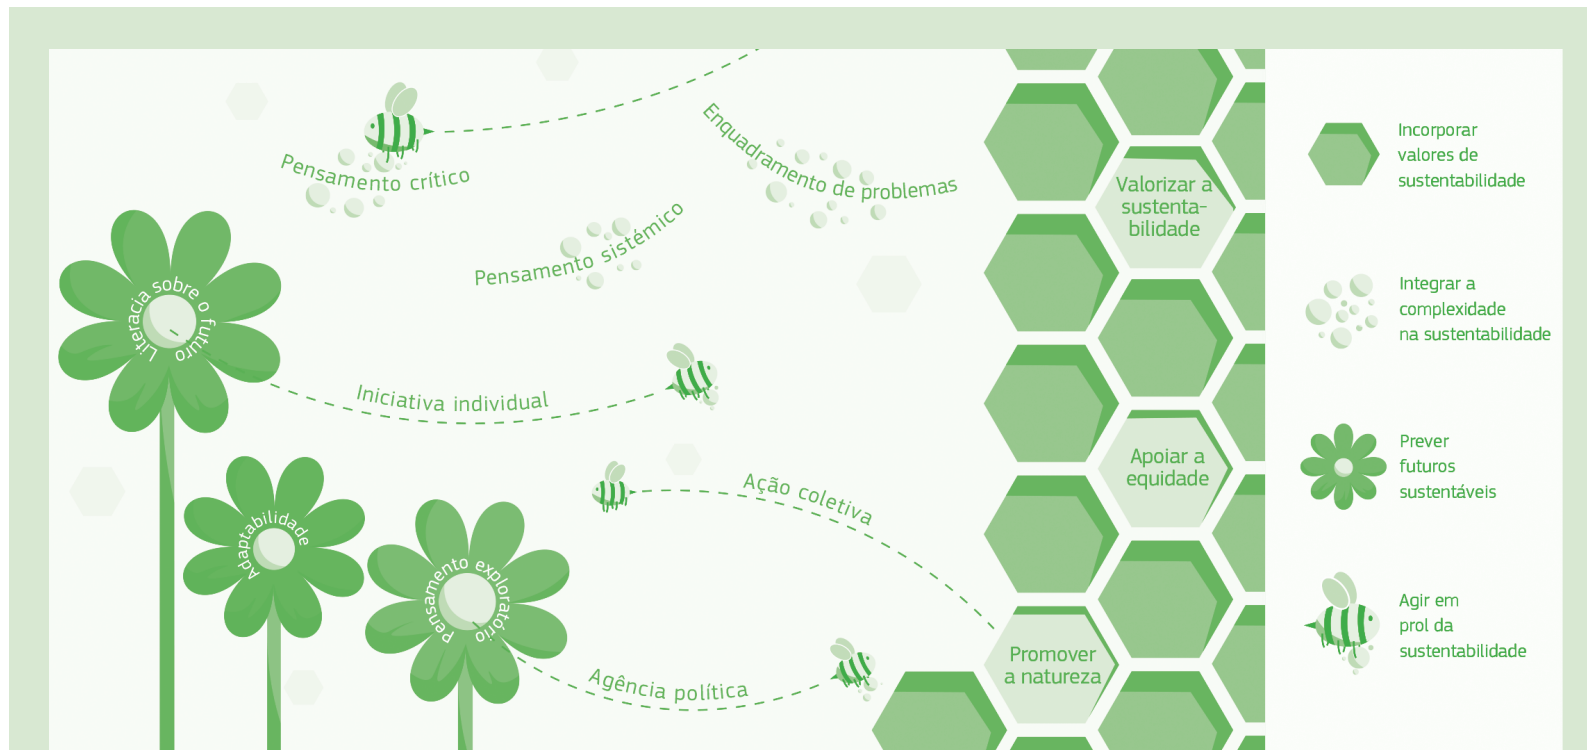 Pensamento crítico
Enquadramento de problemas
Pensamento sistémico
Literacia sobre o futuro
Iniciativa individual
Adaptabilidade
Pensamento exploratório
Ação coletiva
Agência política
Valorizar a
sustenta-
bilidade
Apoiar a
equidade
Promover
a natureza
Incorporar
valores de
sustentabilidade
Integrar a
complexidade
na sustentabilidade
Prever
futuros
sustentáveis
Agir em
prol da
sustentabilidade